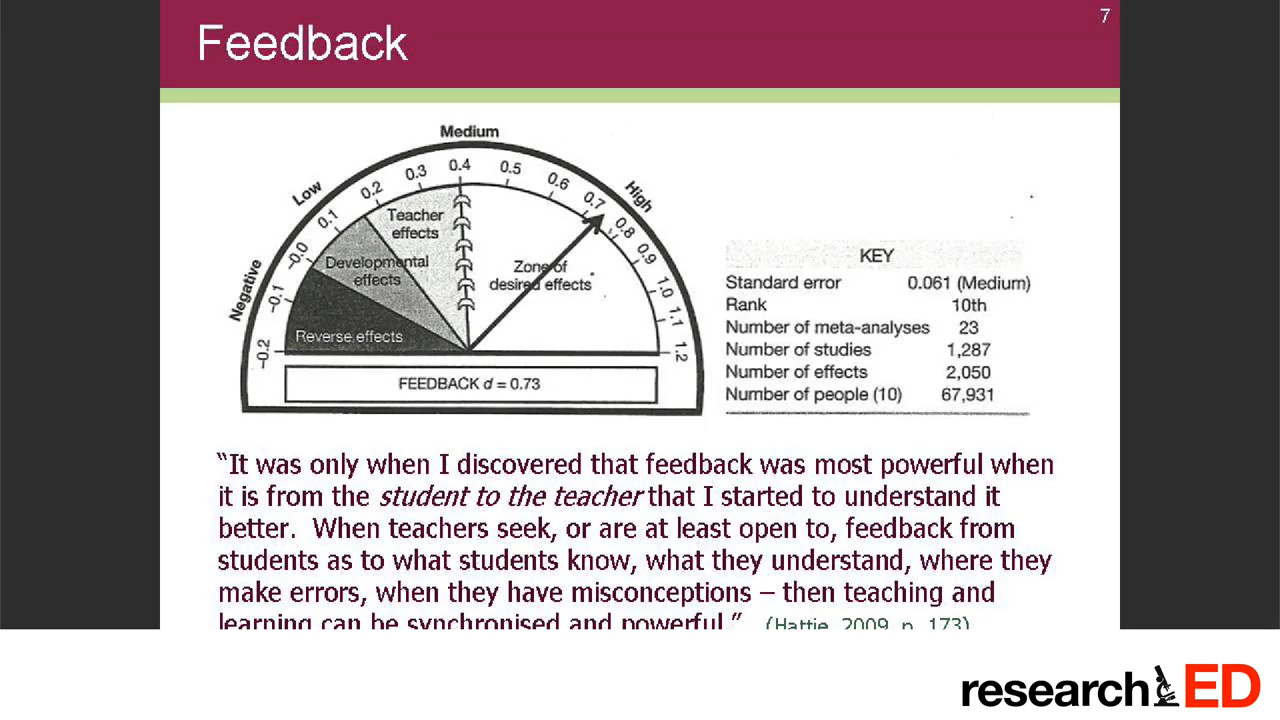 7
Feedback
Medium
Low
High
Negative
-0.2
-0.1
-0.0
0.1
0.2
0.3
0.4
0.5
0.6
0.7
0.8
0.9
1.0
1.1
1.2
Teacher
effects
Developmental
effects
Reverse effects
Zone of
desired effects
FEEDBACK d = 0.73
KEY
Standard error 0.061 (Medium)
Rank 10th
Number of meta-analyses 23
Number of studies 1,287
Number of effects 2,050
Number of people (10) 67,931
“It was only when I discovered that feedback was most powerful when
it is from the student to the teacher that I started to understand it
better. When teachers seek, or are at least open to, feedback from
students as to what students know, what they understand, where they
make errors, when they have misconceptions – then teaching and
learning can be synchronised and powerful.” (Hattie, 2009, p. 173)
researchED